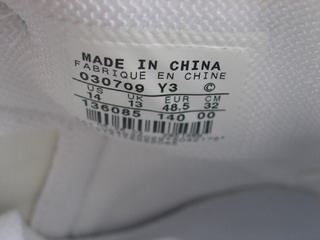 MADE IN CHINA
FABRIQUE EN CHINE
030709 Y3 ©
US UK EUR CM
14 13 48.5 32
136085 140 00